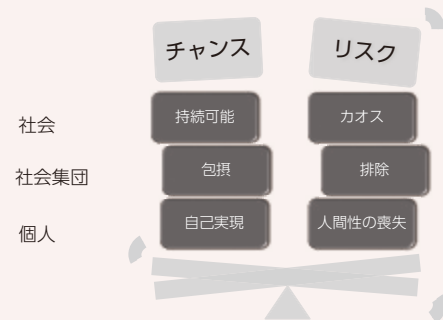 チャンス リスク
社会 持続可能 カオス
社会集団 包摂 排除
個人 自己実現 人間性の喪失